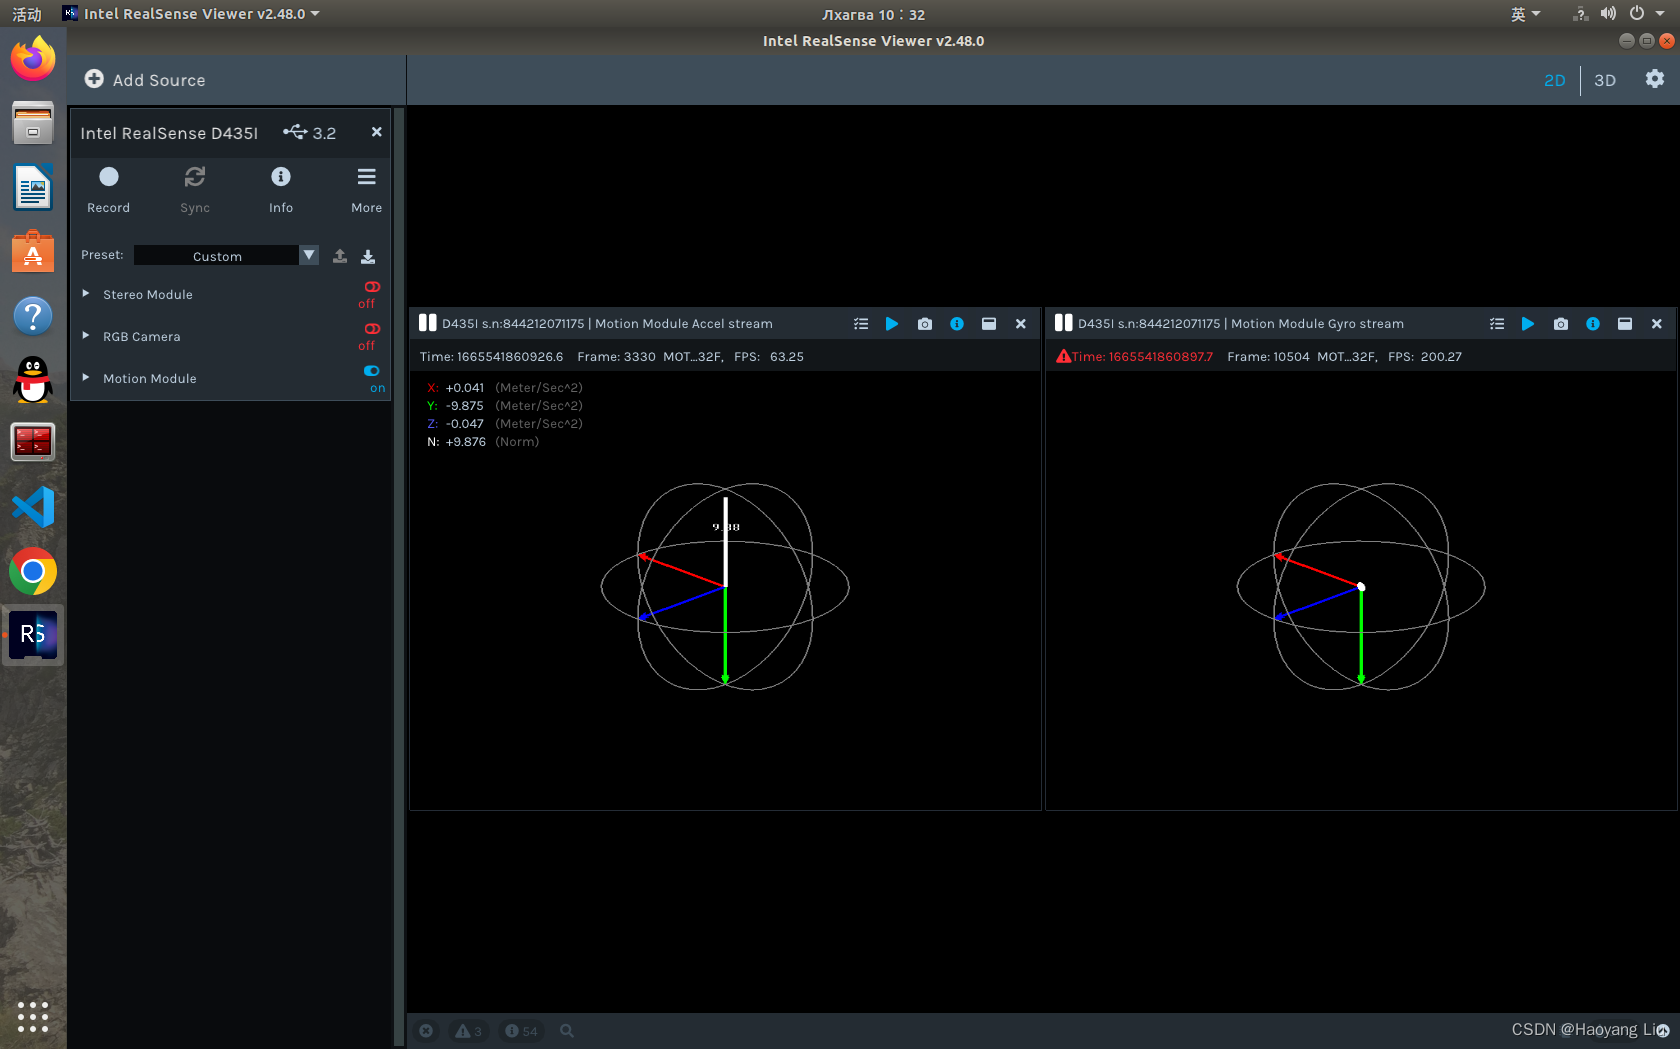 活动 Intel RealSense Viewer v2.48.0 Лхагва 10：32 英
Intel RealSense Viewer v2.48.0
Add Source 2D 3D
Intel RealSense D435I 3.2
Record Sync Info More
Preset: Custom
Stereo Module off
RGB Camera off
Motion Module on
D435I s.n:844212071175 | Motion Module Accel stream
Time: 1665541860926.6 Frame: 3330 MOT...32F, FPS: 63.25
X: +0.041 (Meter/Sec^2)
Y: -9.875 (Meter/Sec^2)
Z: -0.047 (Meter/Sec^2)
N: +9.876 (Norm)
D435I s.n:844212071175 | Motion Module Gyro stream
Time: 1665541860897.7 Frame: 10504 MOT...32F, FPS: 200.27
RS
3 54
CSDN @Haoyang